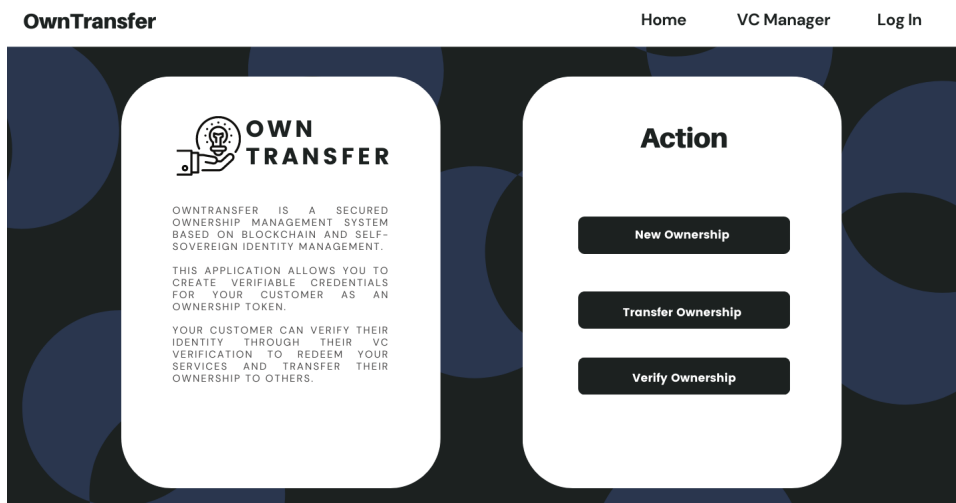 OwnTransfer
Home
VC Manager
Log In
OWN
TRANSFER
OWNTRANSFER IS A SECURED
OWNERSHIP MANAGEMENT SYSTEM
BASED ON BLOCKCHAIN AND SELF-
SOVEREIGN IDENTITY MANAGEMENT.
THIS APPLICATION ALLOWS YOU TO
CREATE VERIFIABLE CREDENTIALS
FOR YOUR CUSTOMER AS AN
OWNERSHIP TOKEN.
YOUR CUSTOMER CAN VERIFY THEIR
IDENTITY THROUGH THEIR VC
VERIFICATION TO REDEEM YOUR
SERVICES AND TRANSFER THEIR
OWNERSHIP TO OTHERS.
Action
New Ownership
Transfer Ownership
Verify Ownership